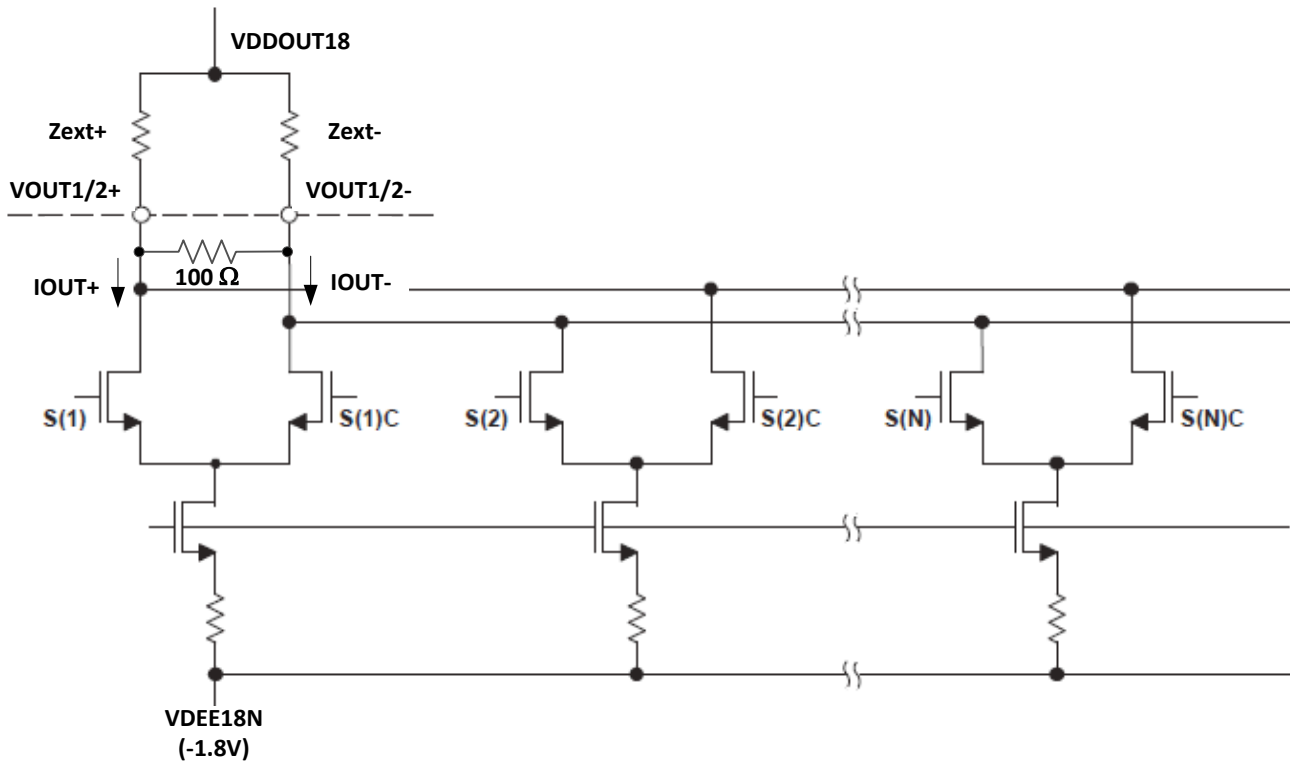 VDDOUT18
Zext+ Zext-
VOUT1/2+ VOUT1/2-
100 Ω
IOUT+ IOUT-
S(1) S(1)C S(2) S(2)C S(N) S(N)C
VDEE18N
(-1.8V)